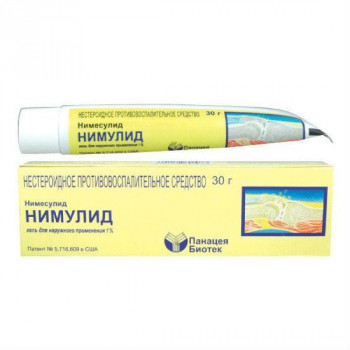 НЕСТЕРОИДНОЕ ПРОТИВОВОСПАЛИТЕЛЬНОЕ СРЕДСТВО 30 г
Нимесулид
НИМУЛИД
гель для наружного применения 1%
НЕСТЕРОИДНОЕ ПРОТИВОВОСПАЛИТЕЛЬНОЕ СРЕДСТВО 30 г
Нимесулид
НИМУЛИД
гель для наружного применения 1%
Патент № 5,716,609 в США
Панацея
Биотек